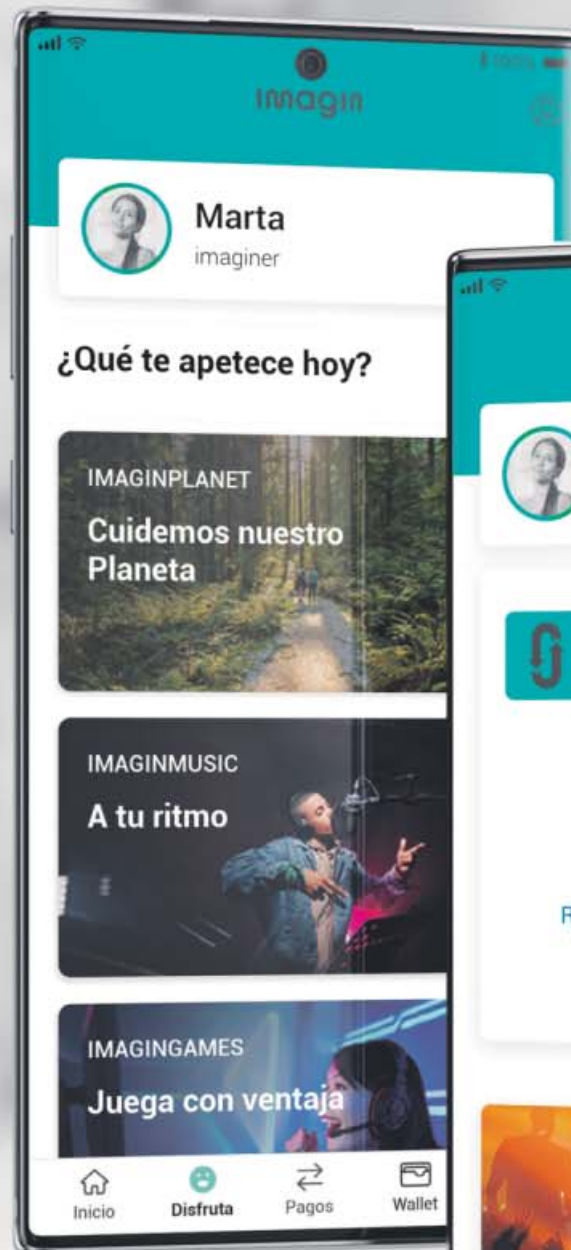 imagin
100%
Marta
imaginer
¿Qué te apetece hoy?
IMAGINPLANET
Cuidemos nuestro
Planeta
IMAGINMUSIC
A tu ritmo
IMAGINGAMES
Juega con ventaja
Inicio
Disfruta
Pagos
Wallet
R